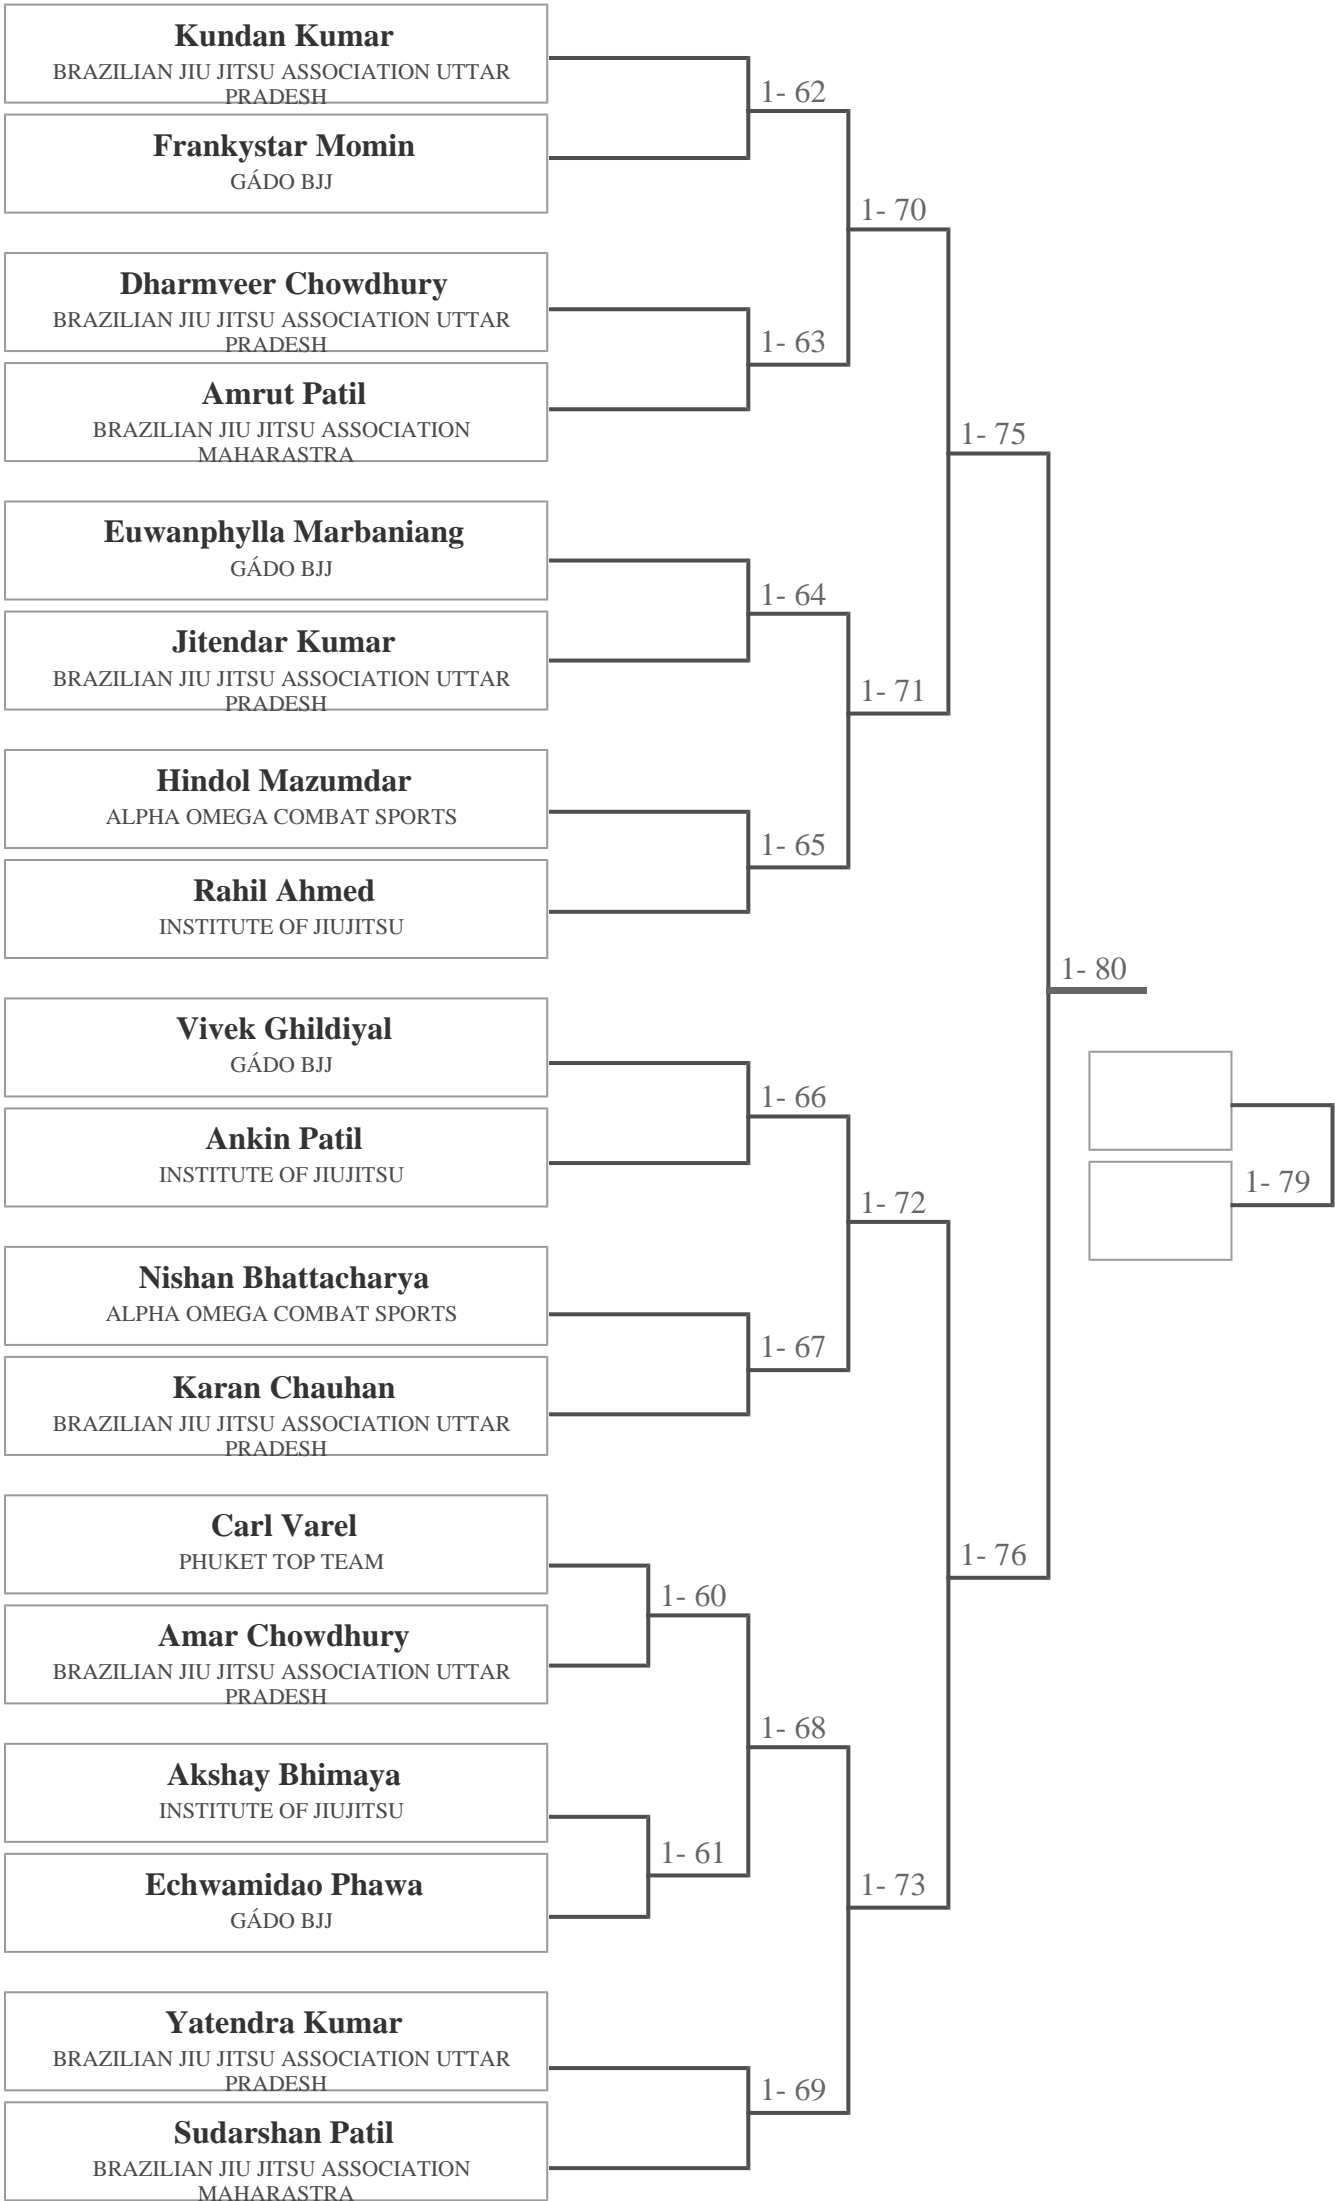 Kundan Kumar
BRAZILIAN JIU JITSU ASSOCIATION UTTAR
PRADESH
1- 62
Frankystar Momin
GÁDO BJJ
1- 70
Dharmveer Chowdhury
BRAZILIAN JIU JITSU ASSOCIATION UTTAR
PRADESH
1- 63
Amrut Patil
BRAZILIAN JIU JITSU ASSOCIATION
MAHARASTRA
1- 75
Euwanphylla Marbaniang
GÁDO BJJ
1- 64
Jitendar Kumar
BRAZILIAN JIU JITSU ASSOCIATION UTTAR
PRADESH
1- 71
Hindol Mazumdar
ALPHA OMEGA COMBAT SPORTS
1- 65
Rahil Ahmed
INSTITUTE OF JIUJITSU
1- 80
Vivek Ghildiyal
GÁDO BJJ
1- 66
Ankin Patil
INSTITUTE OF JIUJITSU
1- 79
1- 72
Nishan Bhattacharya
ALPHA OMEGA COMBAT SPORTS
1- 67
Karan Chauhan
BRAZILIAN JIU JITSU ASSOCIATION UTTAR
PRADESH
Carl Varel
PHUKET TOP TEAM
1- 76
1- 60
Amar Chowdhury
BRAZILIAN JIU JITSU ASSOCIATION UTTAR
PRADESH
1- 68
Akshay Bhimaya
INSTITUTE OF JIUJITSU
1- 61
Echwamidao Phawa
GÁDO BJJ
1- 73
Yatendra Kumar
BRAZILIAN JIU JITSU ASSOCIATION UTTAR
PRADESH
1- 69
Sudarshan Patil
BRAZILIAN JIU JITSU ASSOCIATION
MAHARASTRA